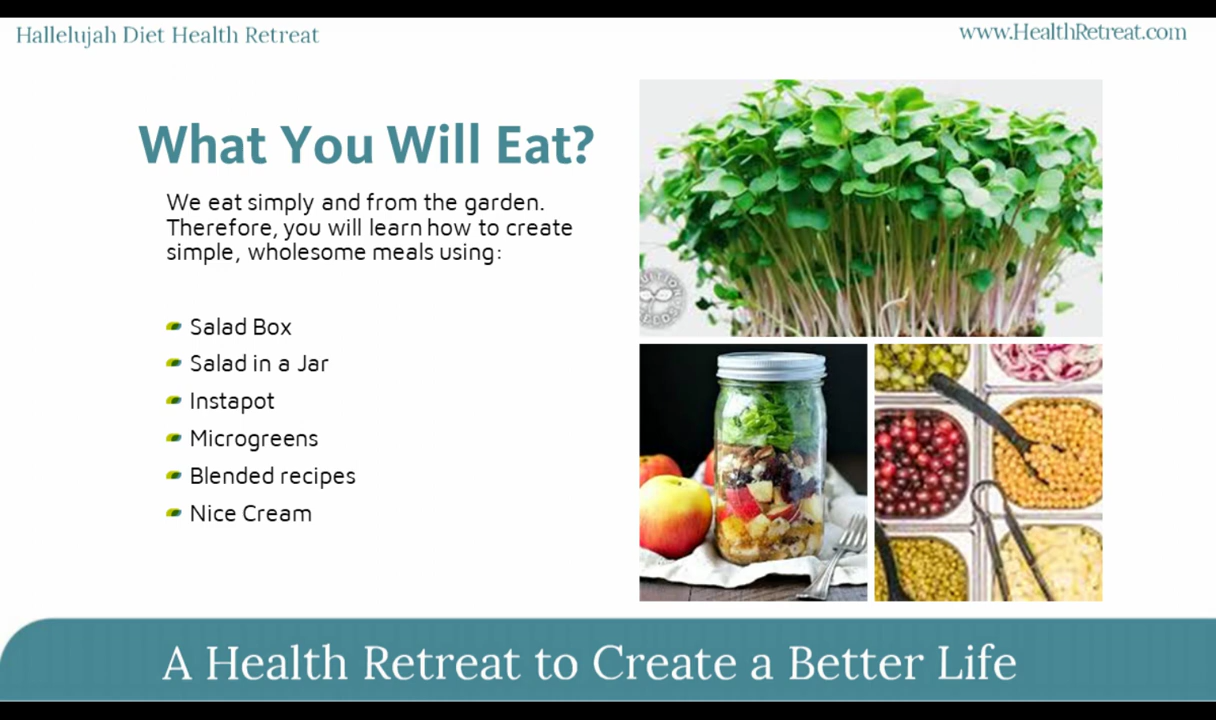 Hallelujah Diet Health Retreat
www.HealthRetreat.com
What You Will Eat?
We eat simply and from the garden.
Therefore, you will learn how to create
simple, wholesome meals using:
Salad Box
Salad in a Jar
Instapot
Microgreens
Blended recipes
Nice Cream
A Health Retreat to Create a Better Life